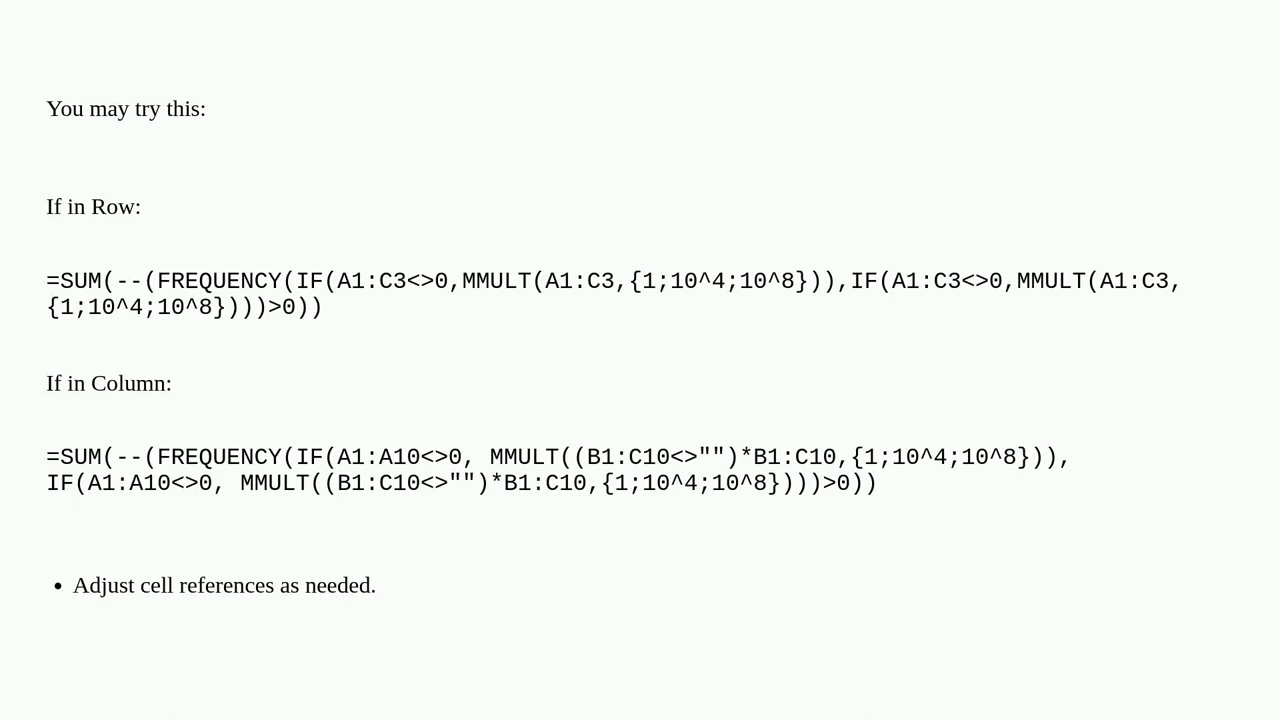 You may try this:
If in Row:
=SUM(--(FREQUENCY(IF(A1:C3<>0,MMULT(A1:C3,{1;10^4;10^8})),IF(A1:C3<>0,MMULT(A1:C3,
{1;10^4;10^8})))>0))
If in Column:
=SUM(--(FREQUENCY(IF(A1:A10<>0, MMULT((B1:C10<>"")*B1:C10,{1;10^4;10^8})),
IF(A1:A10<>0, MMULT((B1:C10<>"")*B1:C10,{1;10^4;10^8})))>0))
• Adjust cell references as needed.